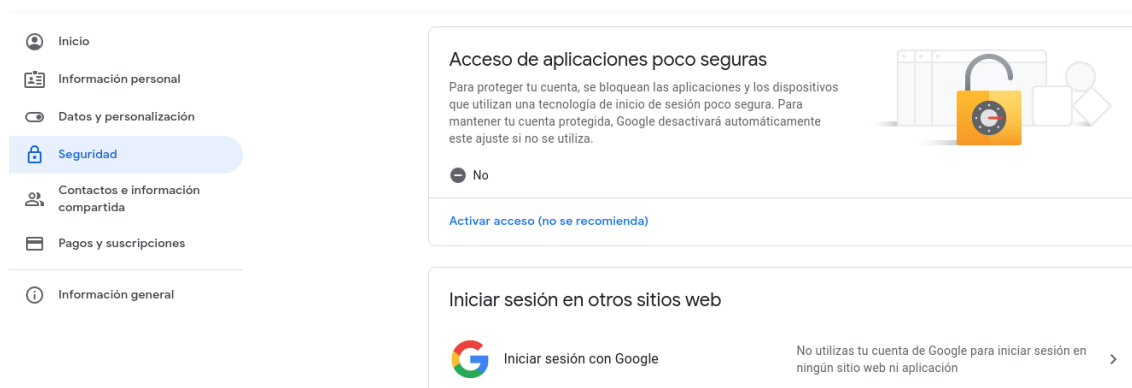 Inicio
Información personal
Datos y personalización
Seguridad
Contactos e información
compartida
Pagos y suscripciones
Información general
Acceso de aplicaciones poco seguras
Para proteger tu cuenta, se bloquean las aplicaciones y los dispositivos
que utilizan una tecnología de inicio de sesión poco segura. Para
mantener tu cuenta protegida, Google desactivará automáticamente
este ajuste si no se utiliza.
No
Activar acceso (no se recomienda)
Iniciar sesión en otros sitios web
Iniciar sesión con Google
No utilizas tu cuenta de Google para iniciar sesión en
ningún sitio web ni aplicación